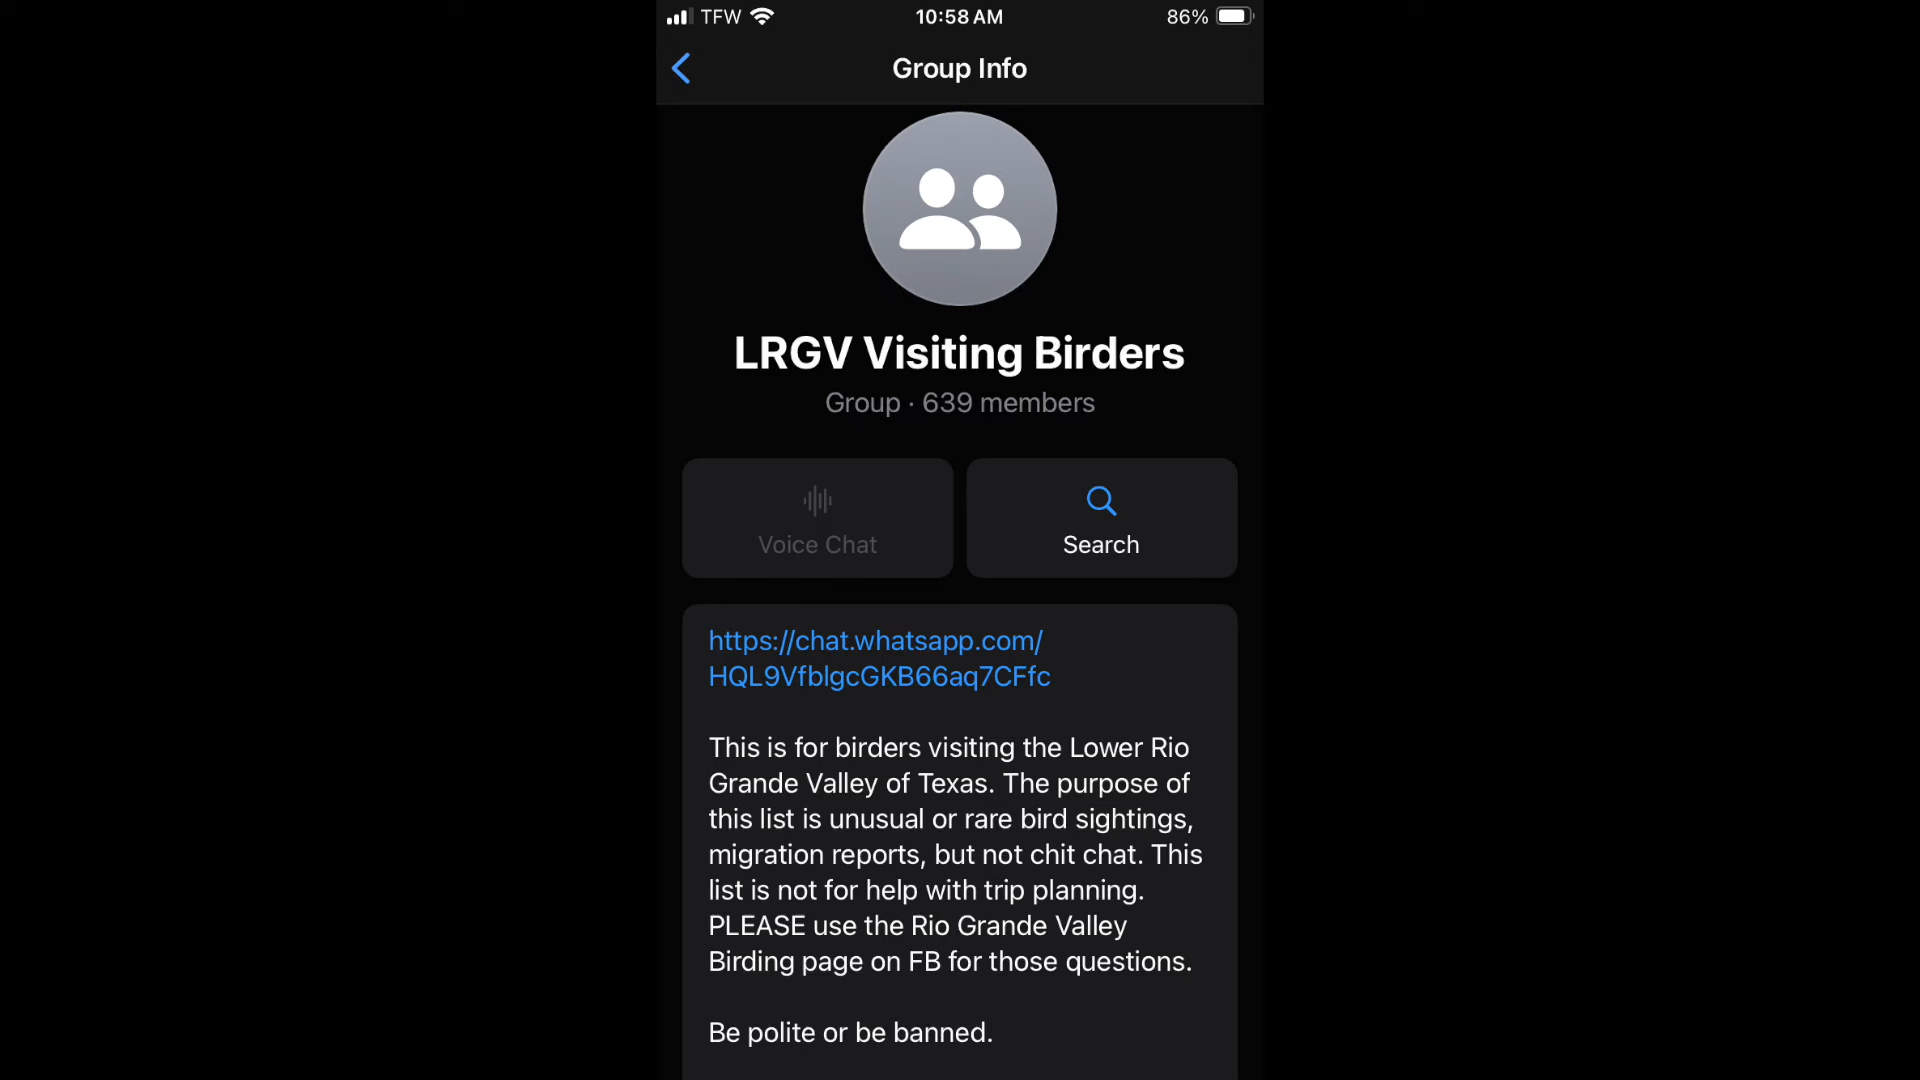 TFW 10:58 AM 86%
Group Info
LRGV Visiting Birders
Group · 639 members
Voice Chat Search
https://chat.whatsapp.com/
HQL9VfblgcGKB66aq7CFfc
This is for birders visiting the Lower Rio
Grande Valley of Texas. The purpose of
this list is unusual or rare bird sightings,
migration reports, but not chit chat. This
list is not for help with trip planning.
PLEASE use the Rio Grande Valley
Birding page on FB for those questions.
Be polite or be banned.